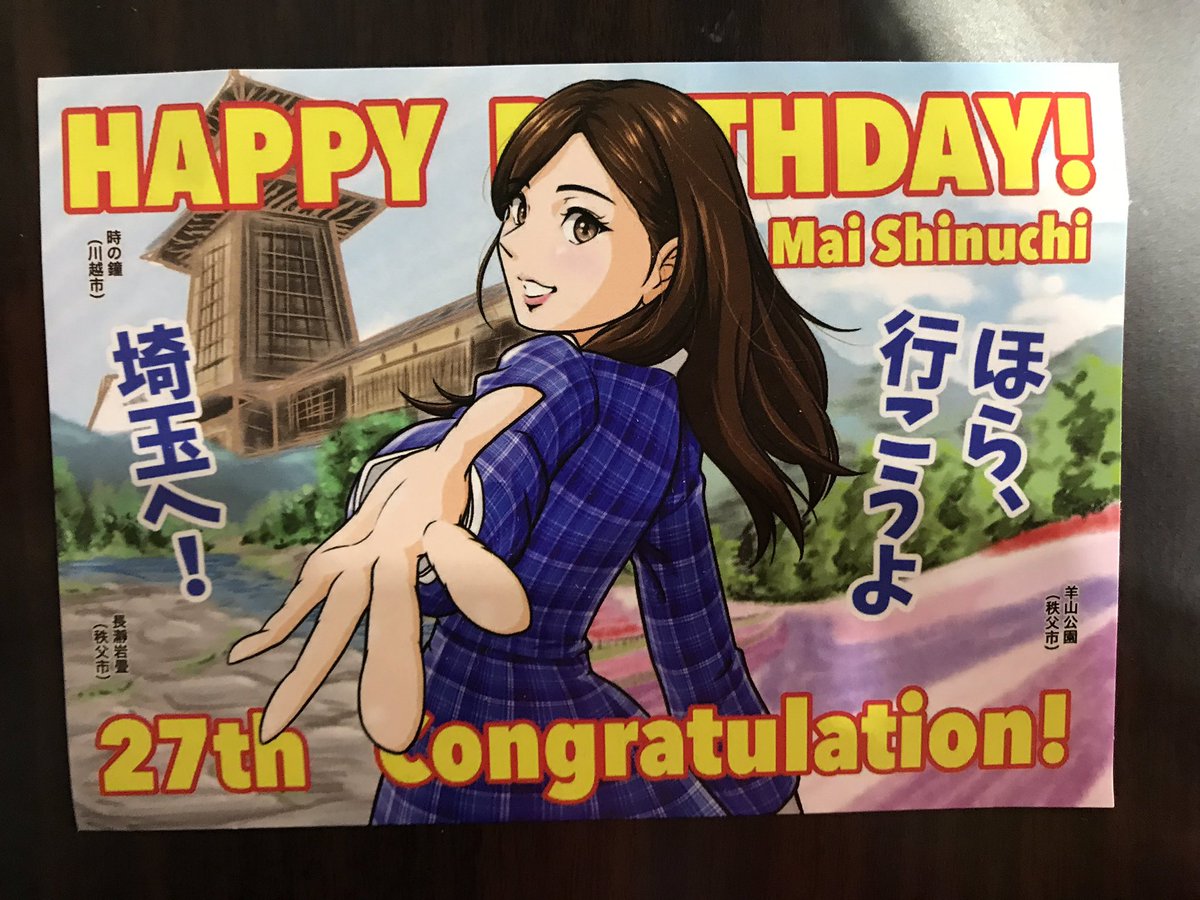 HAPPY BIRTHDAY!
Mai Shinuchi
時の鐘
(川越市)
ほら、
行こうよ
埼玉へ!
羊山公園
(秩父市)
長瀞岩畳
(秩父市)
27th Congratulation!